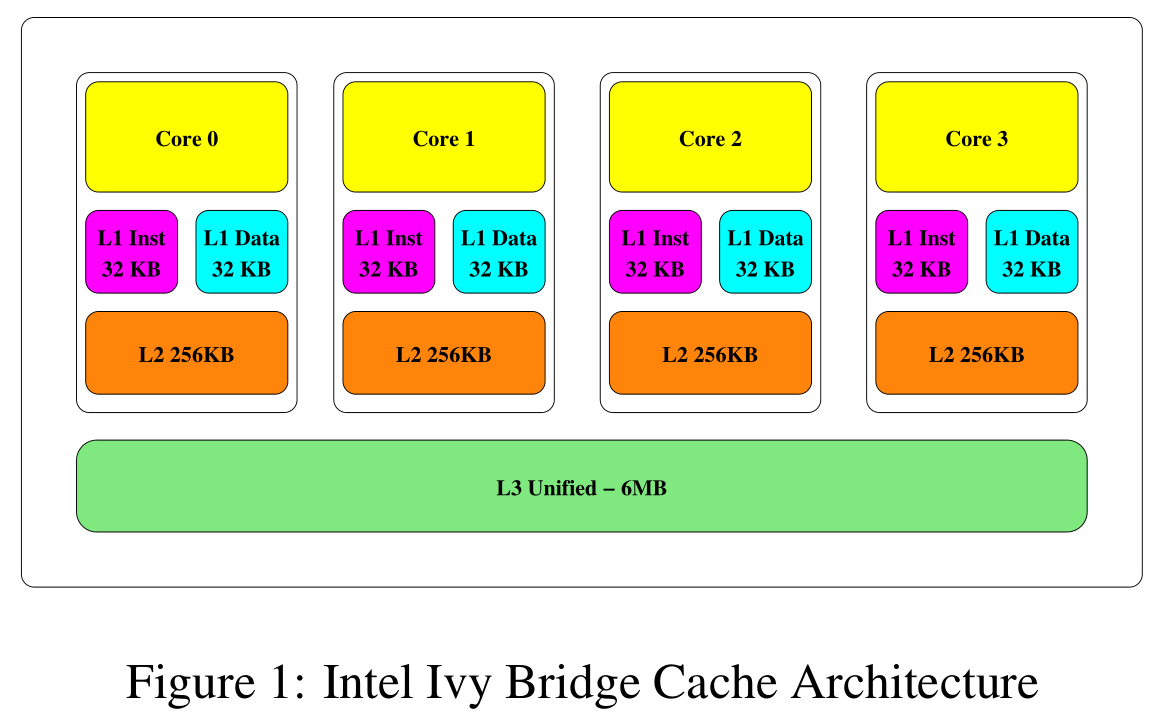 Core 0
Core 1
Core 2
Core 3
L1 Inst
32 KB
L1 Data
32 KB
L1 Inst
32 KB
L1 Data
32 KB
L1 Inst
32 KB
L1 Data
32 KB
L1 Inst
32 KB
L1 Data
32 KB
L2 256KB
L2 256KB
L2 256KB
L2 256KB
L3 Unified – 6MB
Figure 1: Intel Ivy Bridge Cache Architecture